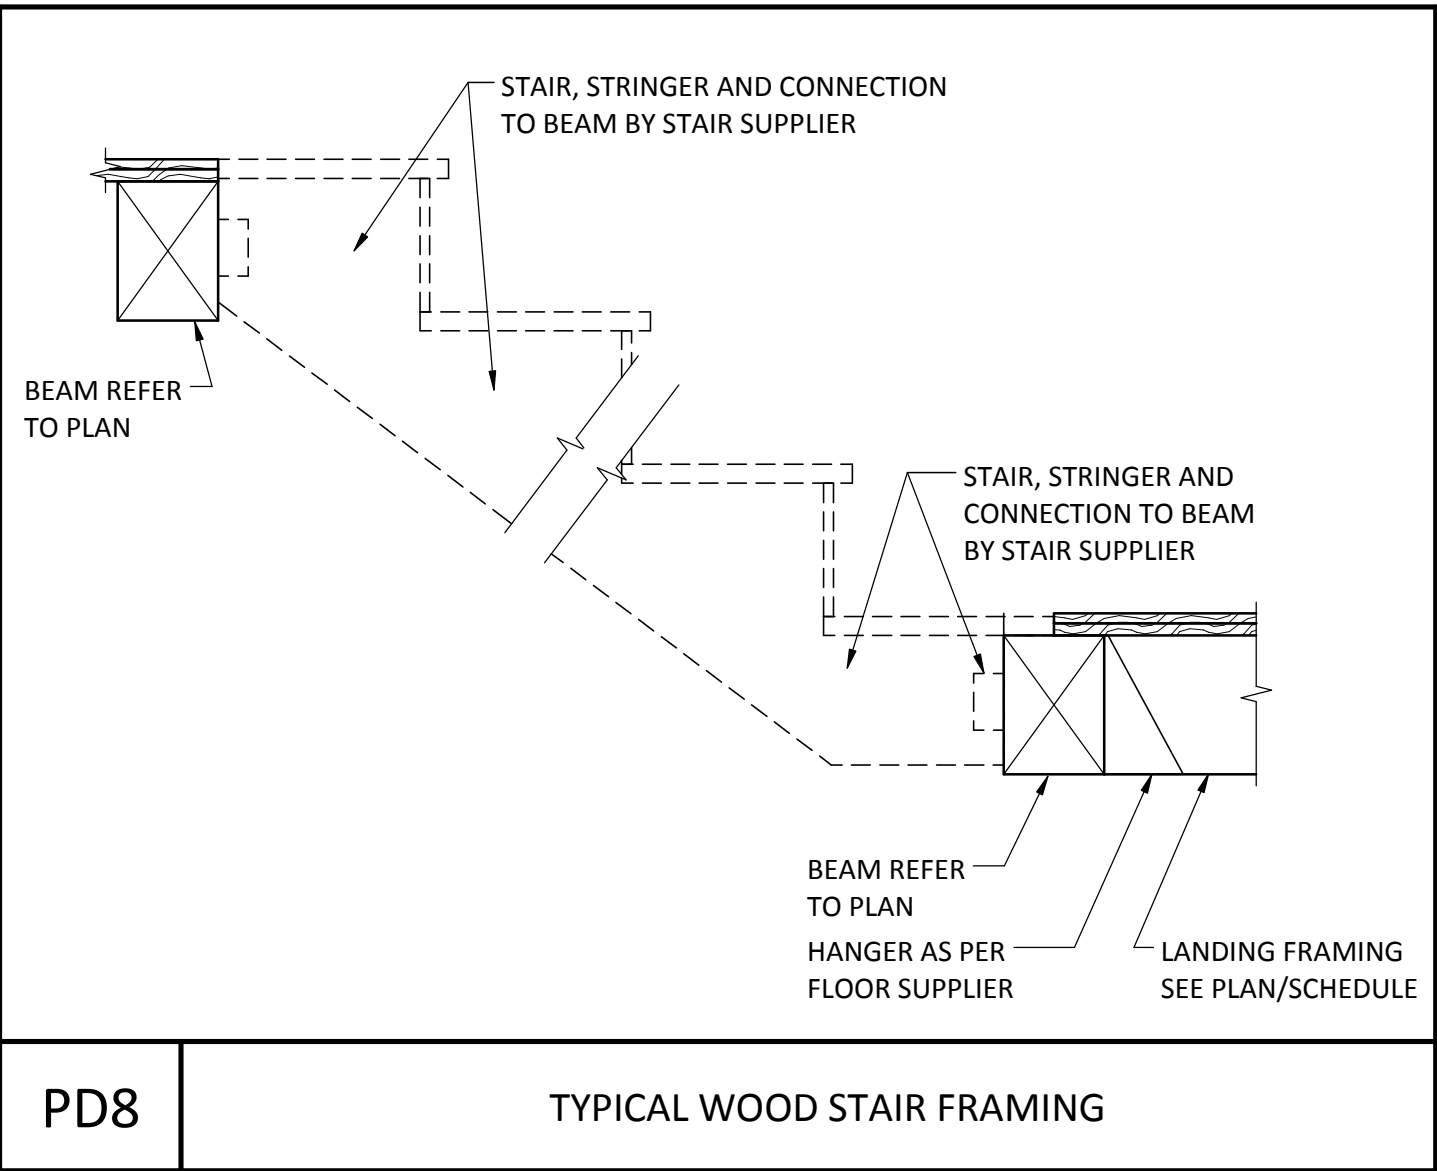 STAIR, STRINGER AND CONNECTION
TO BEAM BY STAIR SUPPLIER
BEAM REFER
TO PLAN
STAIR, STRINGER AND
CONNECTION TO BEAM
BY STAIR SUPPLIER
BEAM REFER
TO PLAN
HANGER AS PER
FLOOR SUPPLIER
LANDING FRAMING
SEE PLAN/SCHEDULE
PD8
TYPICAL WOOD STAIR FRAMING